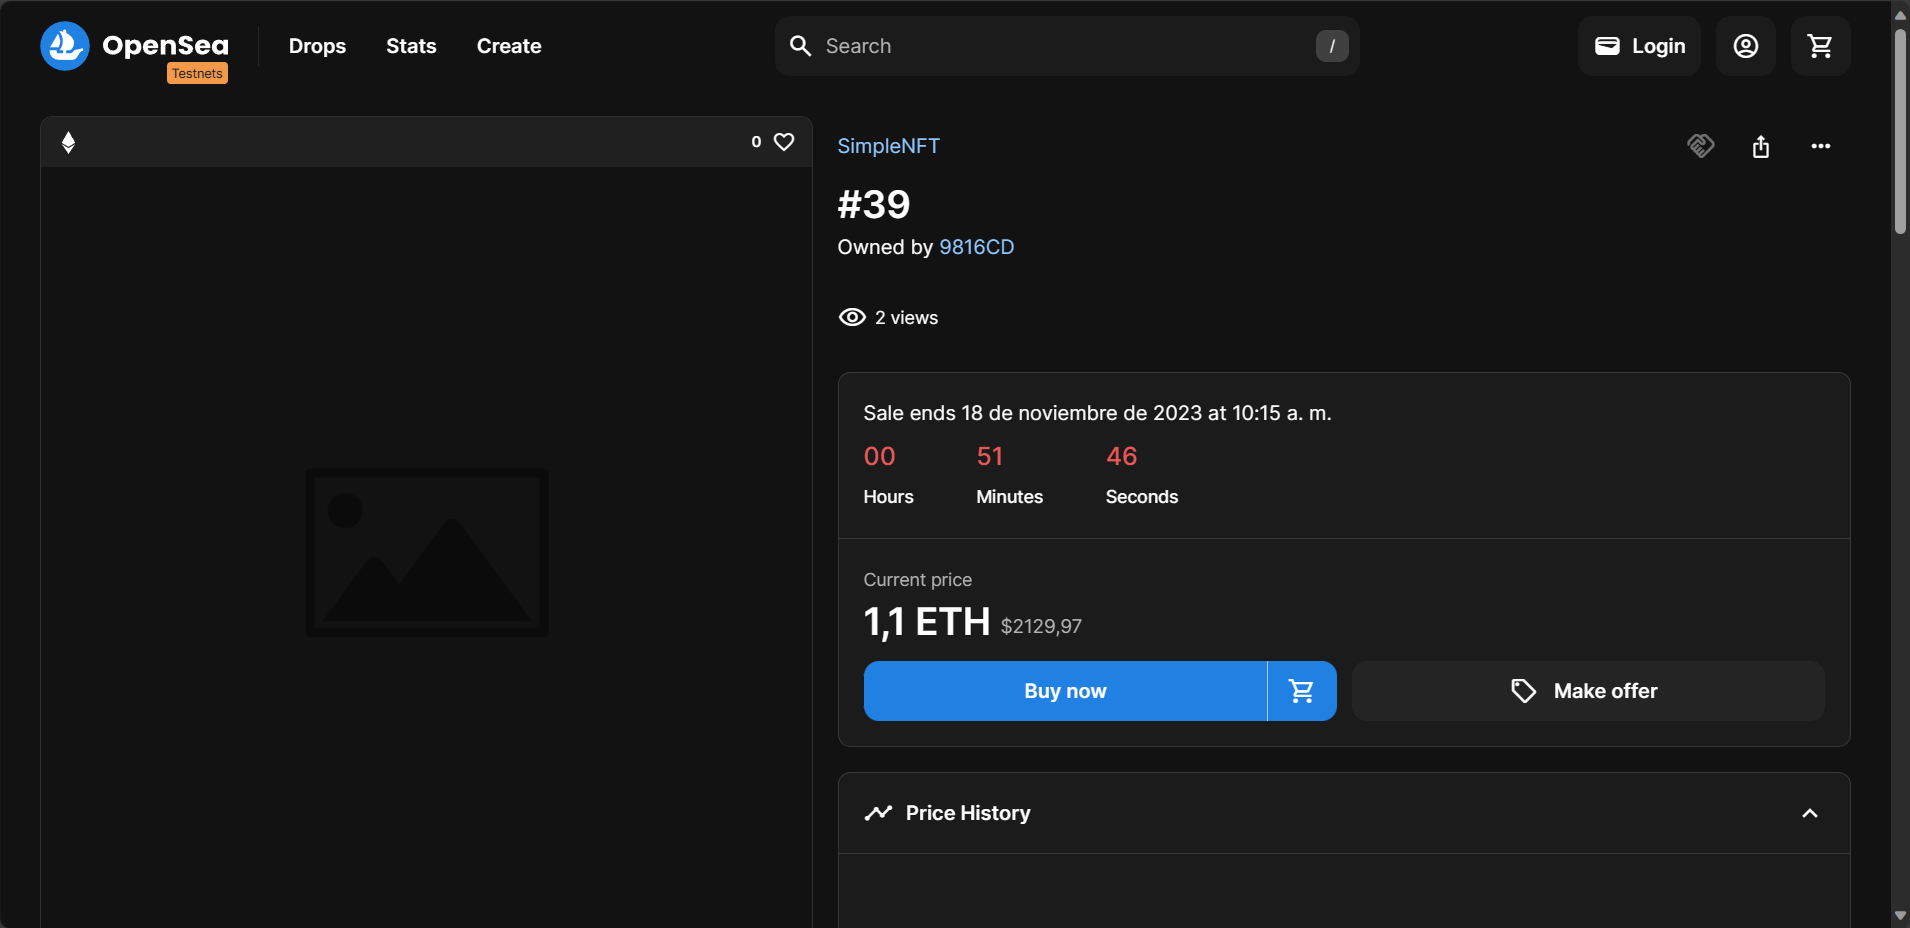 OpenSea
Testnets
Drops
Stats
Create
Search
/
Login
0
SimpleNFT
#39
Owned by 9816CD
2 views
Sale ends 18 de noviembre de 2023 at 10:15 a. m.
00 51 46
Hours Minutes Seconds
Current price
1,1 ETH $2129,97
Buy now
Make offer
Price History